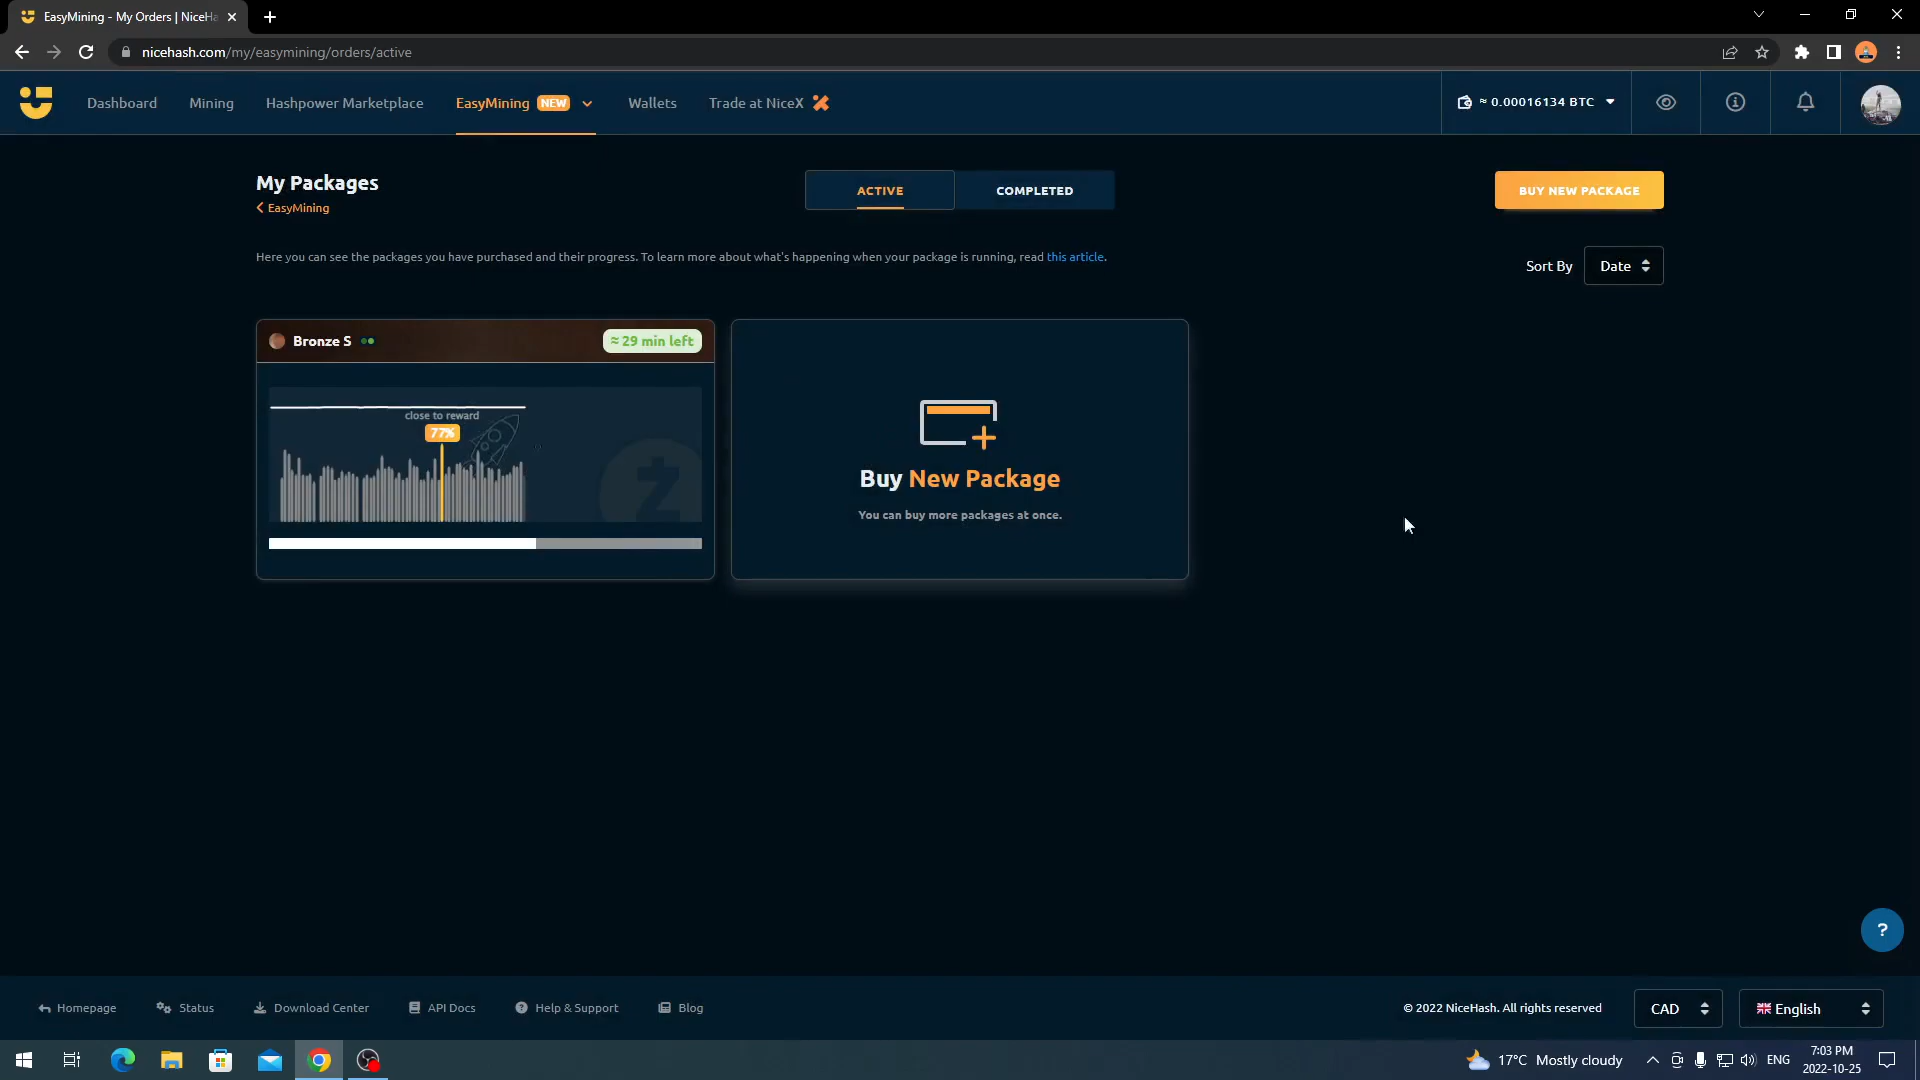 EasyMining - My Orders | NiceHa
nicehash.com/my/easymining/orders/active
Dashboard
Mining
Hashpower Marketplace
EasyMining NEW
Wallets
Trade at NiceX
≈ 0.00016134 BTC
My Packages
EasyMining
ACTIVE
COMPLETED
BUY NEW PACKAGE
Here you can see the packages you have purchased and their progress. To learn more about what's happening when your package is running, read this article.
Sort By
Date
Bronze S
≈ 29 min left
close to reward
77%
Buy New Package
You can buy more packages at once.
?
Homepage
Status
Download Center
API Docs
Help & Support
Blog
© 2022 NiceHash. All rights reserved
CAD
English
17°C Mostly cloudy
ENG
7:03 PM
2022-10-25